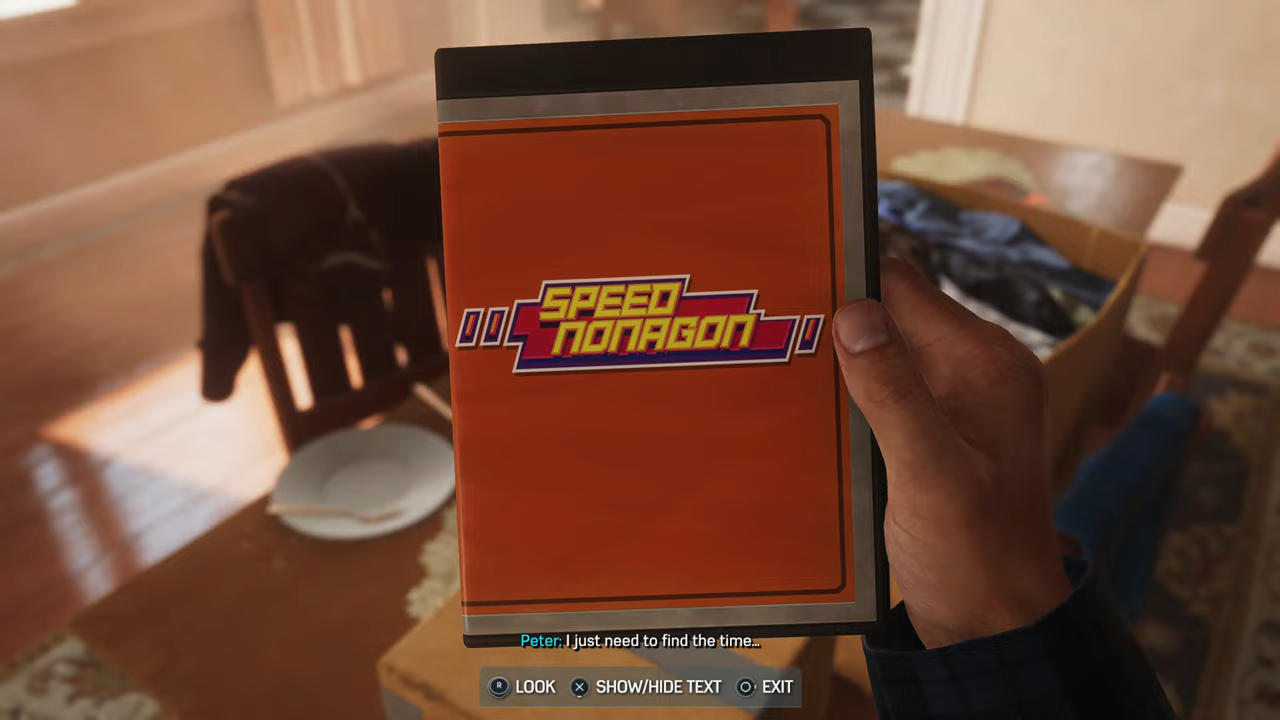 SPEED
NONAGON
Peter: I just need to find the time...
R LOOK X SHOW/HIDE TEXT O EXIT